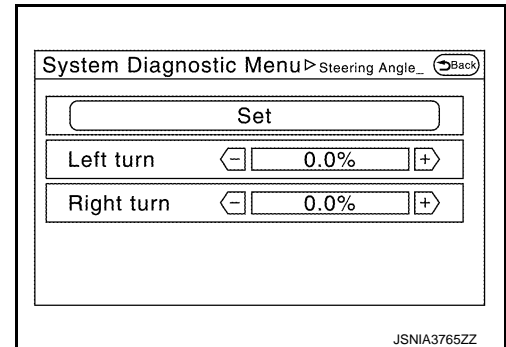 System Diagnostic Menu▷Steering Angle_ ⮌Back
Set
Left turn - 0.0% +
Right turn - 0.0% +
JSNIA3765ZZ